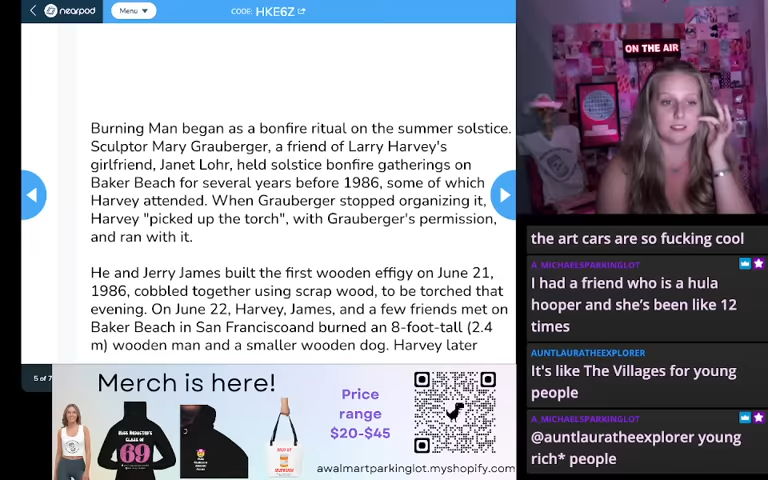 nearpod
Menu
CODE: HKE6Z
ON THE AIR
Burning Man began as a bonfire ritual on the summer solstice.
Sculptor Mary Grauberger, a friend of Larry Harvey's
girlfriend, Janet Lohr, held solstice bonfire gatherings on
Baker Beach for several years before 1986, some of which
Harvey attended. When Grauberger stopped organizing it,
Harvey "picked up the torch", with Grauberger's permission,
and ran with it.
He and Jerry James built the first wooden effigy on June 21,
1986, cobbled together using scrap wood, to be torched that
evening. On June 22, Harvey, James, and a few friends met on
Baker Beach in San Franciscoand burned an 8-foot-tall (2.4
m) wooden man and a smaller wooden dog. Harvey later
5 of 7
the art cars are so fucking cool
A_MICHAELSPARKINGLOT
I had a friend who is a hula
hooper and she's been like 12
times
AUNTLAURATHEEXPLORER
It's like The Villages for young
people
A_MICHAELSPARKINGLOT
@auntlauratheexplorer young
rich* people
Merch is here!
Price
range
$20-$45
CLASS OF
69
awalmartparkinglot.myshopify.com